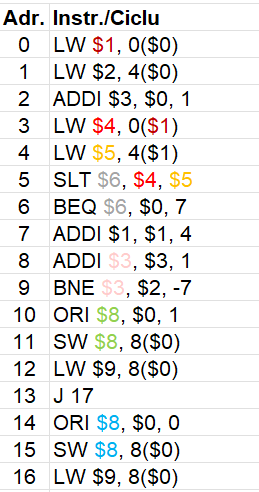 Adr. Instr./Ciclu
0 LW $1, 0($0)
1 LW $2, 4($0)
2 ADDI $3, $0, 1
3 LW $4, 0($1)
4 LW $5, 4($1)
5 SLT $6, $4, $5
6 BEQ $6, $0, 7
7 ADDI $1, $1, 4
8 ADDI $3, $3, 1
9 BNE $3, $2, -7
10 ORI $8, $0, 1
11 SW $8, 8($0)
12 LW $9, 8($0)
13 J 17
14 ORI $8, $0, 0
15 SW $8, 8($0)
16 LW $9, 8($0)